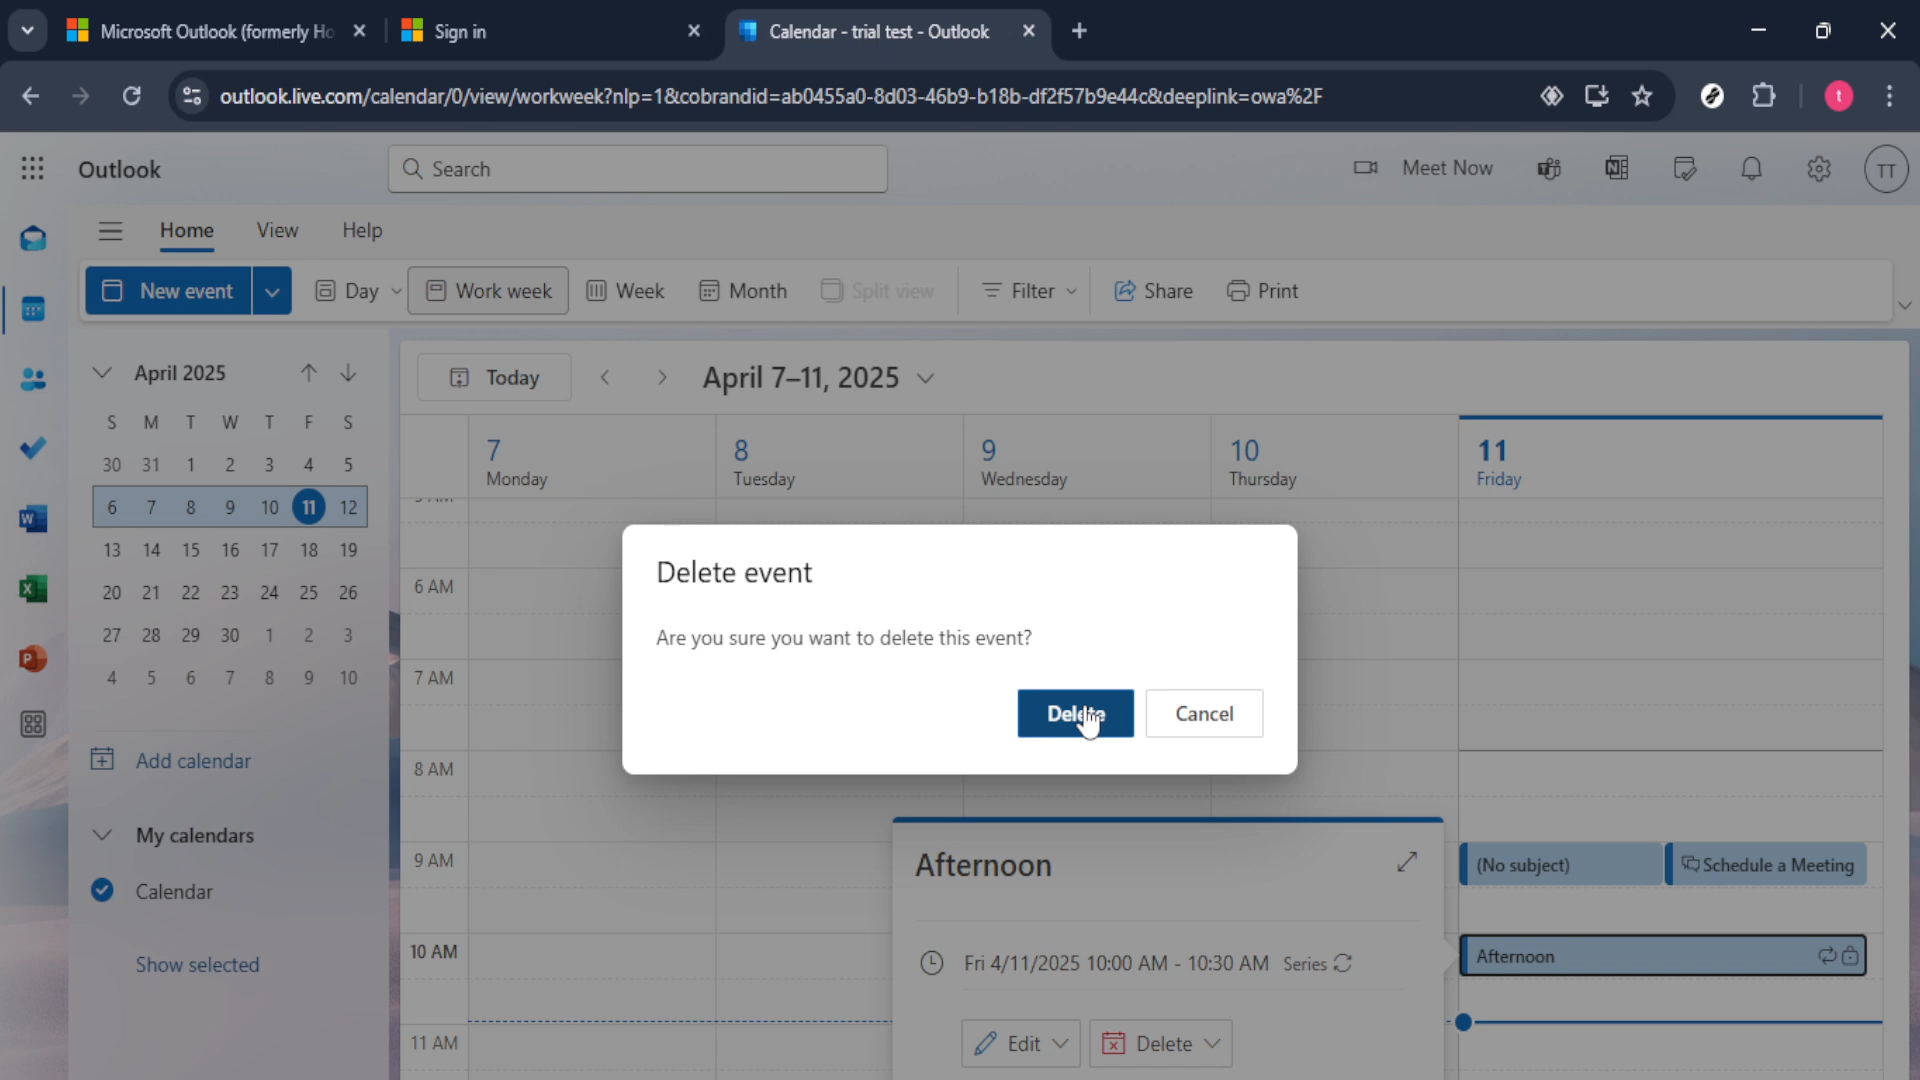 Microsoft Outlook (formerly Ho
Sign in
Calendar - trial test - Outlook
outlook.live.com/calendar/0/view/workweek?nlp=1&cobrandid=ab0455a0-8d03-46b9-b18b-df2f57b9e44c&deeplink=owa%2F
t
Outlook
Search
Meet Now
TT
Home View Help
New event Day Work week Week Month Split view Filter Share Print
April 2025
S M T W T F S
30 31 1 2 3 4 5
6 7 8 9 10 11 12
13 14 15 16 17 18 19
20 21 22 23 24 25 26
27 28 29 30 1 2 3
4 5 6 7 8 9 10
Add calendar
My calendars
Calendar
Show selected
Today April 7–11, 2025
7 8 9 10 11
Monday Tuesday Wednesday Thursday Friday
6 AM
7 AM
8 AM
9 AM
10 AM
11 AM
Delete event
Are you sure you want to delete this event?
Delete Cancel
Afternoon
Fri 4/11/2025 10:00 AM - 10:30 AM Series
Edit Delete
(No subject) Schedule a Meeting
Afternoon